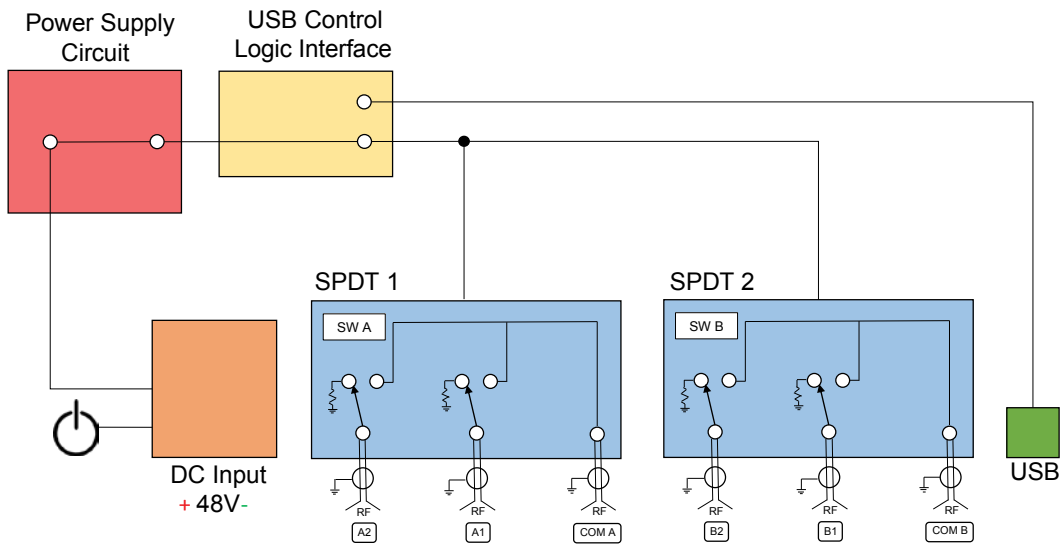 Power Supply
Circuit
USB Control
Logic Interface
SPDT 1
SPDT 2
SW A
SW B
DC Input
+ 48V-
USB
RF
RF
RF
RF
RF
RF
A2
A1
COM A
B2
B1
COM B